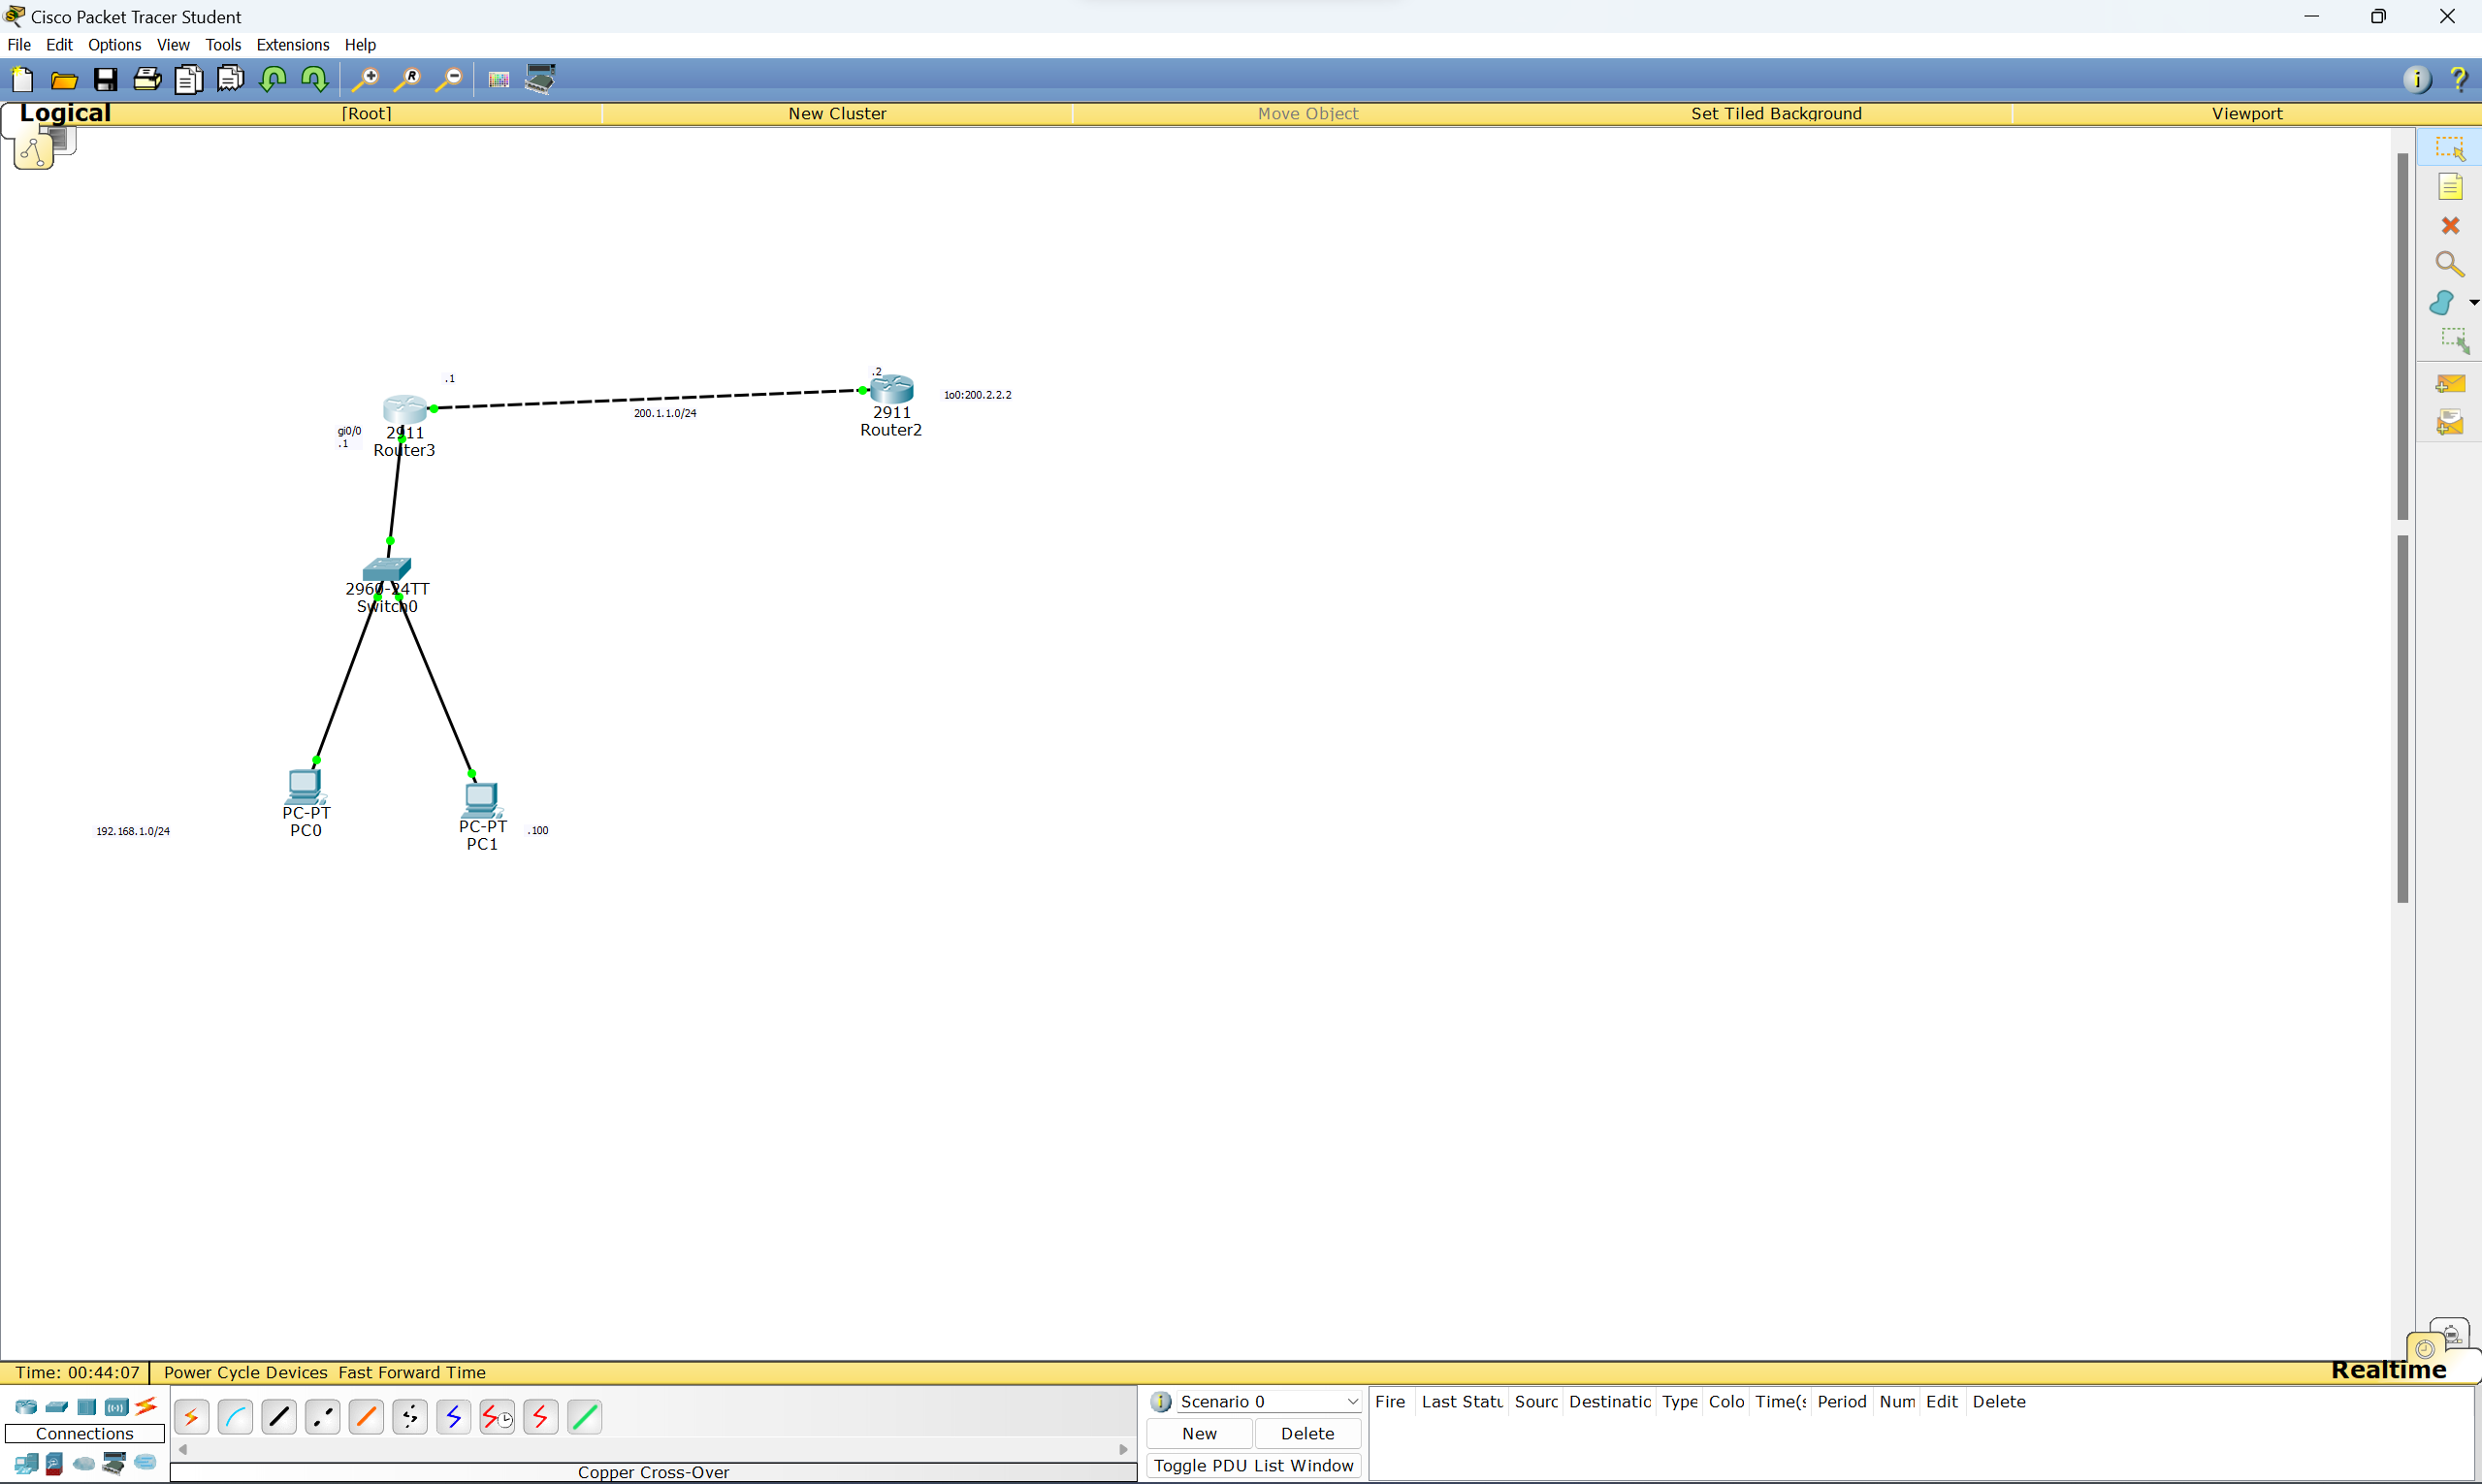 Cisco Packet Tracer Student
File Edit Options View Tools Extensions Help
Logical [Root] New Cluster Move Object Set Tiled Background Viewport
.1
.2
1o0:200.2.2.2
200.1.1.0/24
2911
Router2
gi0/0
.1
2911
Router3
2960-24TT
Switch0
PC-PT
PC0
PC-PT
PC1
192.168.1.0/24
.100
Time: 00:44:07 Power Cycle Devices Fast Forward Time Realtime
Connections
Copper Cross-Over
Scenario 0
New Delete
Toggle PDU List Window
Fire Last Statu Sourc Destinatio Type Colo Time(s Period Num Edit Delete